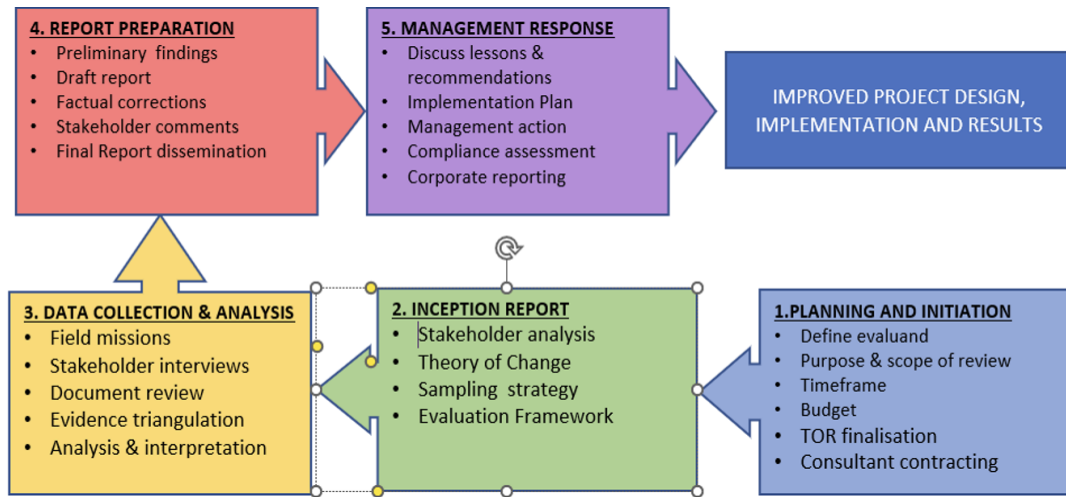 4. REPORT PREPARATION
• Preliminary findings
• Draft report
• Factual corrections
• Stakeholder comments
• Final Report dissemination
5. MANAGEMENT RESPONSE
• Discuss lessons &
recommendations
• Implementation Plan
• Management action
• Compliance assessment
• Corporate reporting
IMPROVED PROJECT DESIGN,
IMPLEMENTATION AND RESULTS
3. DATA COLLECTION & ANALYSIS
• Field missions
• Stakeholder interviews
• Document review
• Evidence triangulation
• Analysis & interpretation
2. INCEPTION REPORT
• Stakeholder analysis
• Theory of Change
• Sampling strategy
• Evaluation Framework
1.PLANNING AND INITIATION
• Define evaluand
• Purpose & scope of review
• Timeframe
• Budget
• TOR finalisation
• Consultant contracting